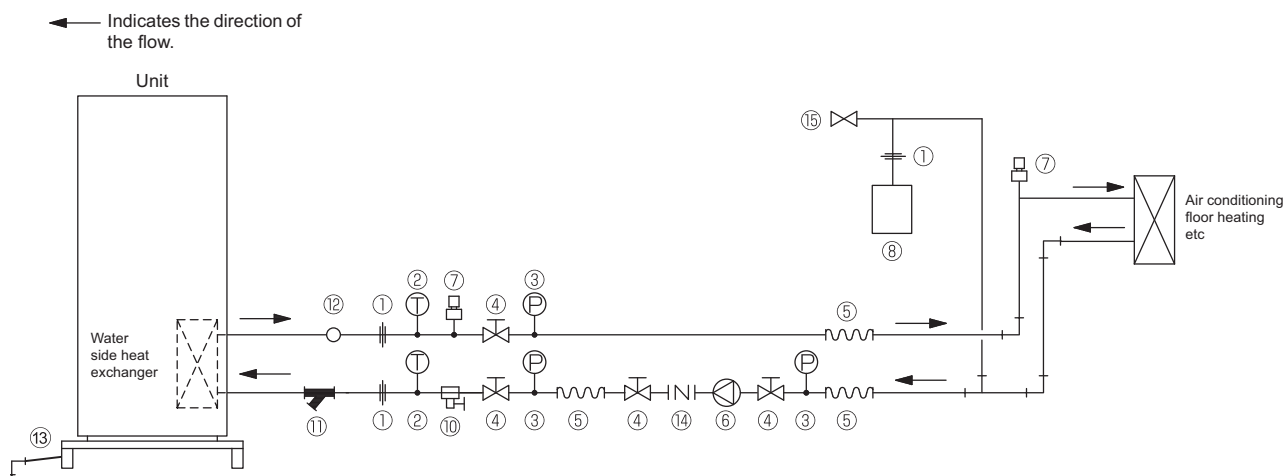 Indicates the direction of
the flow.
Unit
⑮
①
⑦
⑧
Air conditioning
floor heating
etc
②
⑦
③
⑫
①
④
⑤
Water
side heat
exchanger
T
P
T
P
P
⑪
①
②
⑩
④
③
⑤
④
⑭
⑥
④
③
⑤
⑬